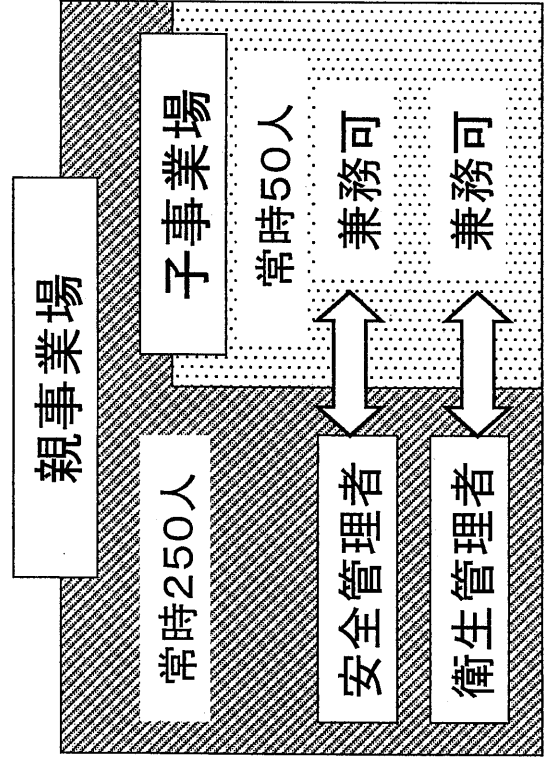 親事業場
子事業場
常時250人
常時50人
安全管理者
兼務可
衛生管理者
兼務可